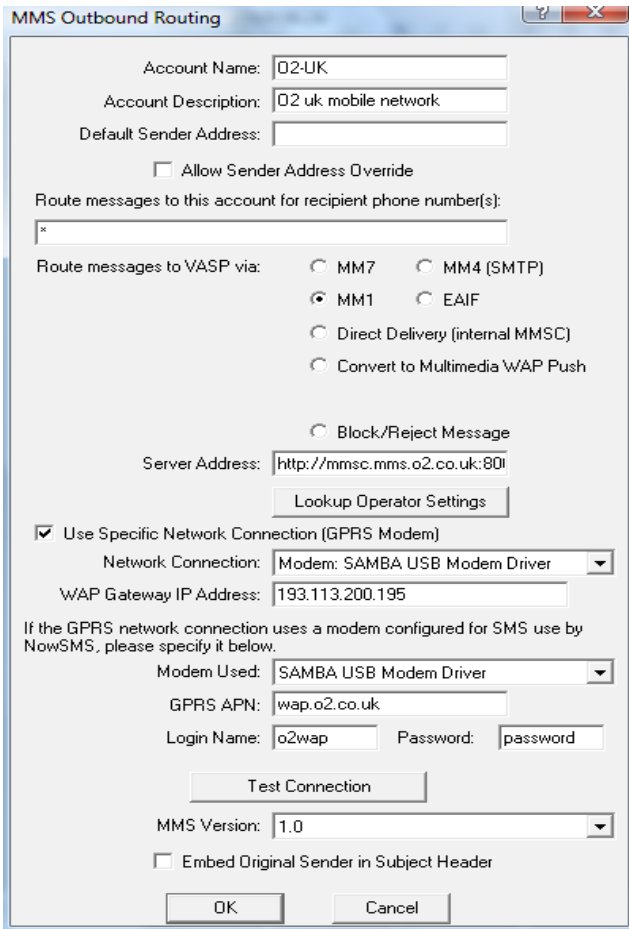 MMS Outbound Routing
Account Name: O2-UK
Account Description: O2 uk mobile network
Default Sender Address:
Allow Sender Address Override
Route messages to this account for recipient phone number(s):
*
Route messages to VASP via: MM7 MM4 (SMTP)
MM1 EAIF
Direct Delivery (internal MMSC)
Convert to Multimedia WAP Push
Block/Reject Message
Server Address: http://mmsc.mms.o2.co.uk:80
Lookup Operator Settings
Use Specific Network Connection (GPRS Modem)
Network Connection: Modem: SAMBA USB Modem Driver
WAP Gateway IP Address: 193.113.200.195
If the GPRS network connection uses a modem configured for SMS use by
NowSMS, please specify it below.
Modem Used: SAMBA USB Modem Driver
GPRS APN: wap.o2.co.uk
Login Name: o2wap Password: password
Test Connection
MMS Version: 1.0
Embed Original Sender in Subject Header
OK Cancel